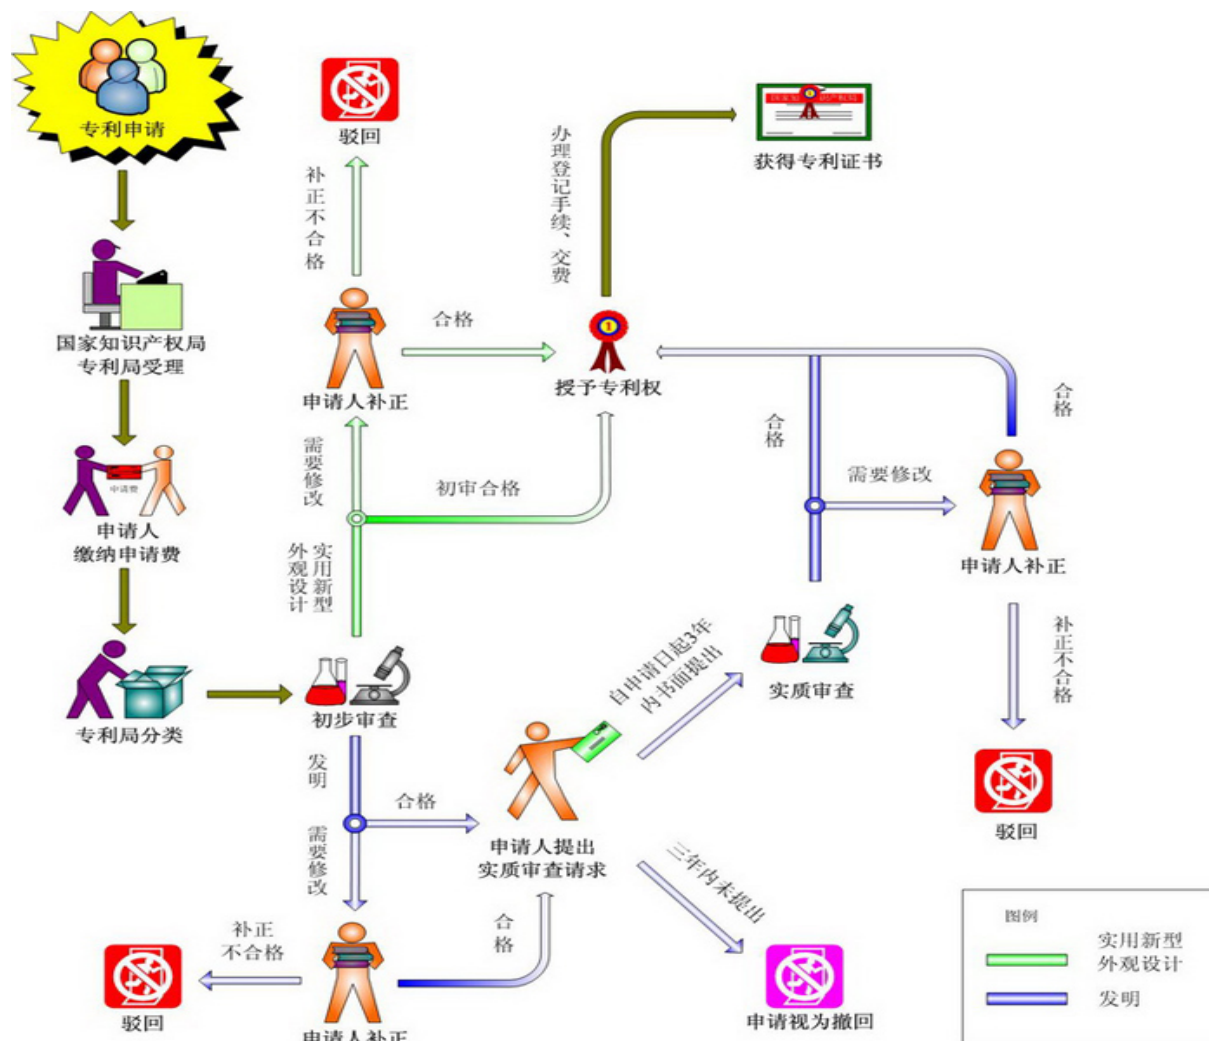 专利申请
国家知识产权局
专利局受理
申请费
申请人
缴纳申请费
专利局分类
初步审查
实用新型
外观设计
需要修改
初审合格
申请人补正
合格
补正不合格
驳回
授予专利权
办理登记手续、交费
获得专利证书
发明
合格
需要修改
申请人补正
补正
不合格
驳回
合格
申请人提出
实质审查请求
自申请日起3年
内书面提出
三年内未提出
申请视为撤回
实质审查
合格
需要修改
申请人补正
合格
补正不合格
驳回
图例
实用新型
外观设计
发明